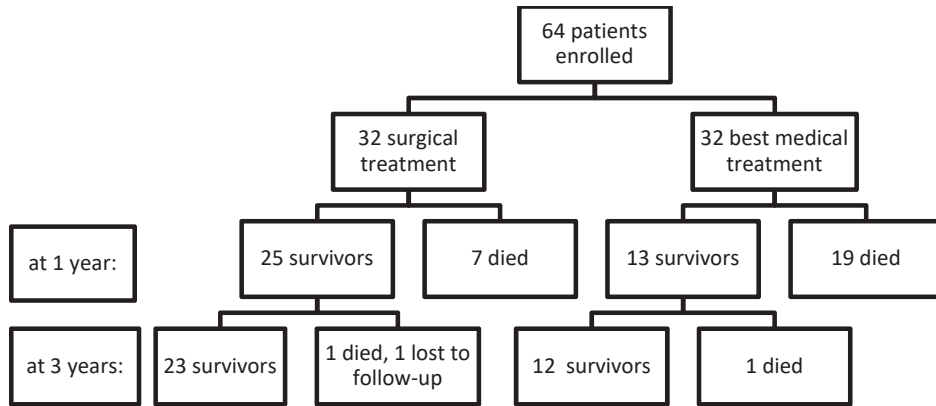 64 patients
enrolled
32 surgical
treatment
32 best medical
treatment
at 1 year:
25 survivors
7 died
13 survivors
19 died
at 3 years:
23 survivors
1 died, 1 lost to
follow-up
12 survivors
1 died